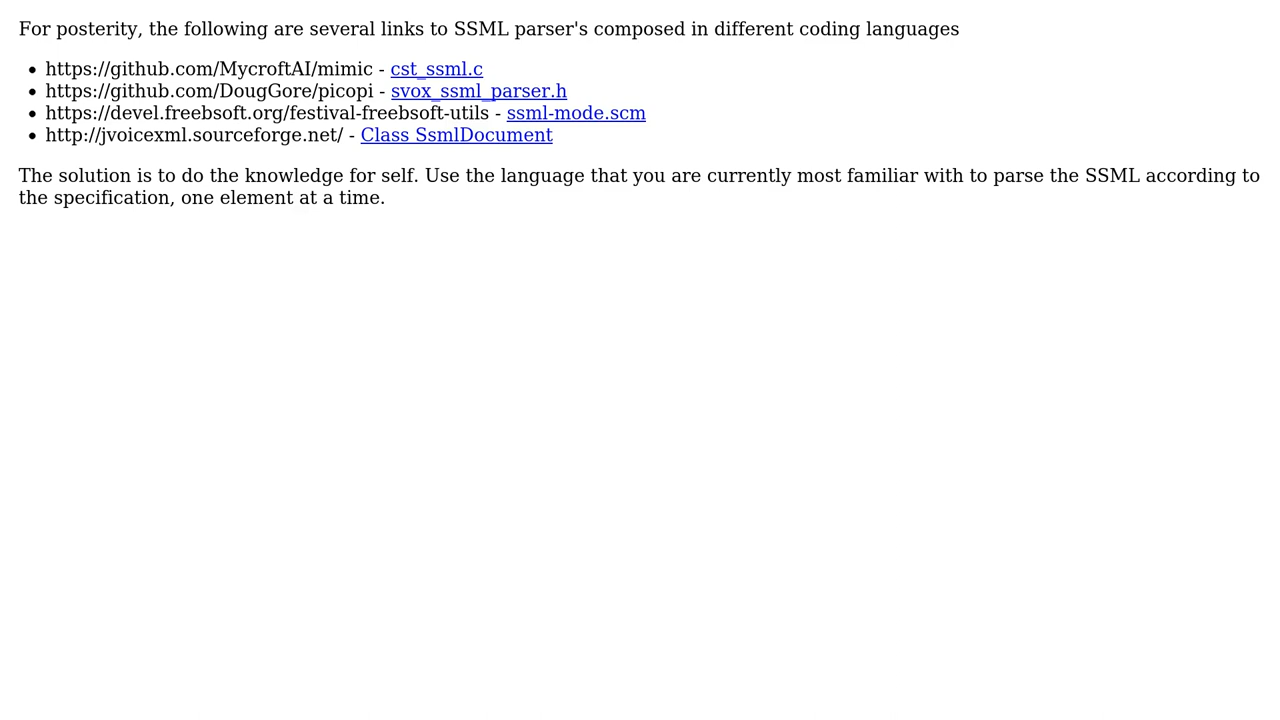 For posterity, the following are several links to SSML parser's composed in different coding languages
• https://github.com/MycroftAI/mimic - cst_ssml.c
• https://github.com/DougGore/picopi - svox_ssml_parser.h
• https://devel.freebsoft.org/festival-freebsoft-utils - ssml-mode.scm
• http://jvoicexml.sourceforge.net/ - Class SsmlDocument
The solution is to do the knowledge for self. Use the language that you are currently most familiar with to parse the SSML according to
the specification, one element at a time.